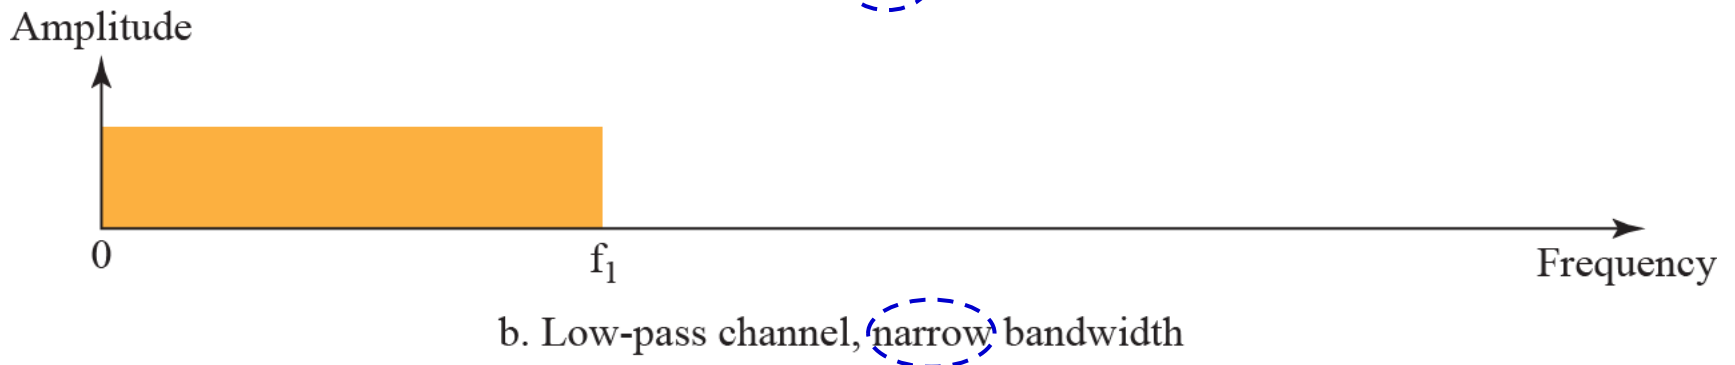 Amplitude
0
f₁
Frequency
b. Low-pass channel, narrow bandwidth